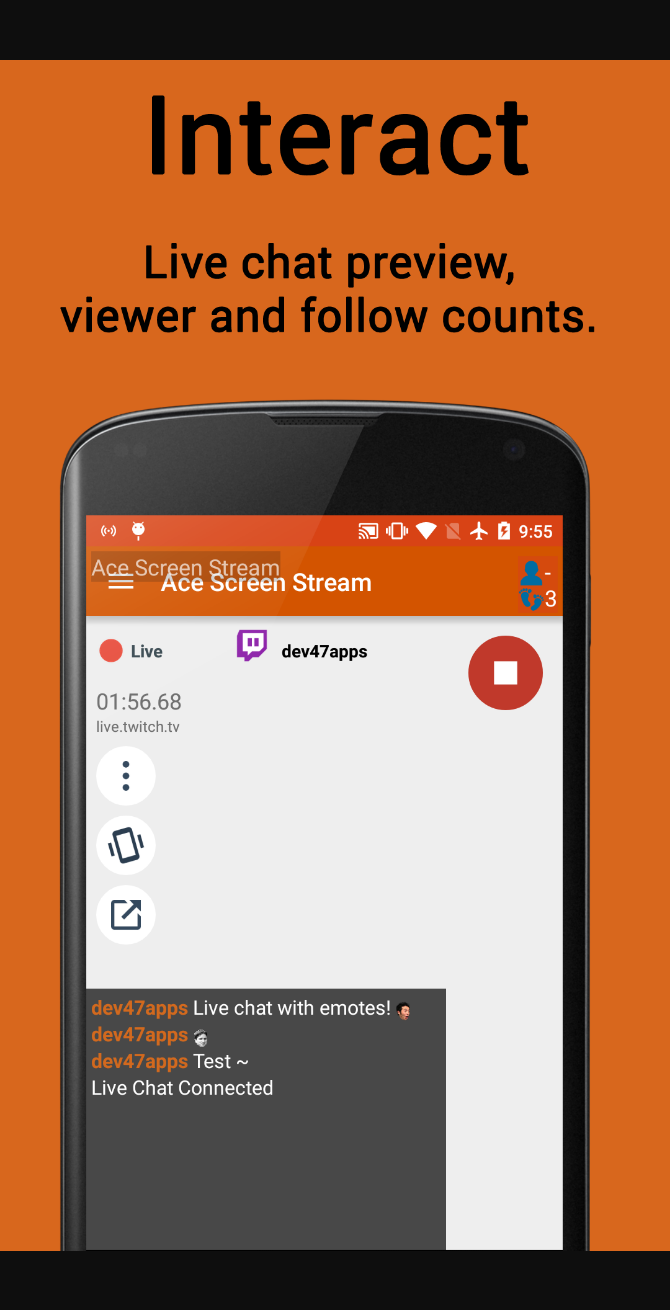 Interact
Live chat preview,
viewer and follow counts.
9:55
Ace Screen Stream
Ace Screen Stream
-
3
Live
dev47apps
01:56.68
live.twitch.tv
dev47apps Live chat with emotes!
dev47apps
dev47apps Test ~
Live Chat Connected